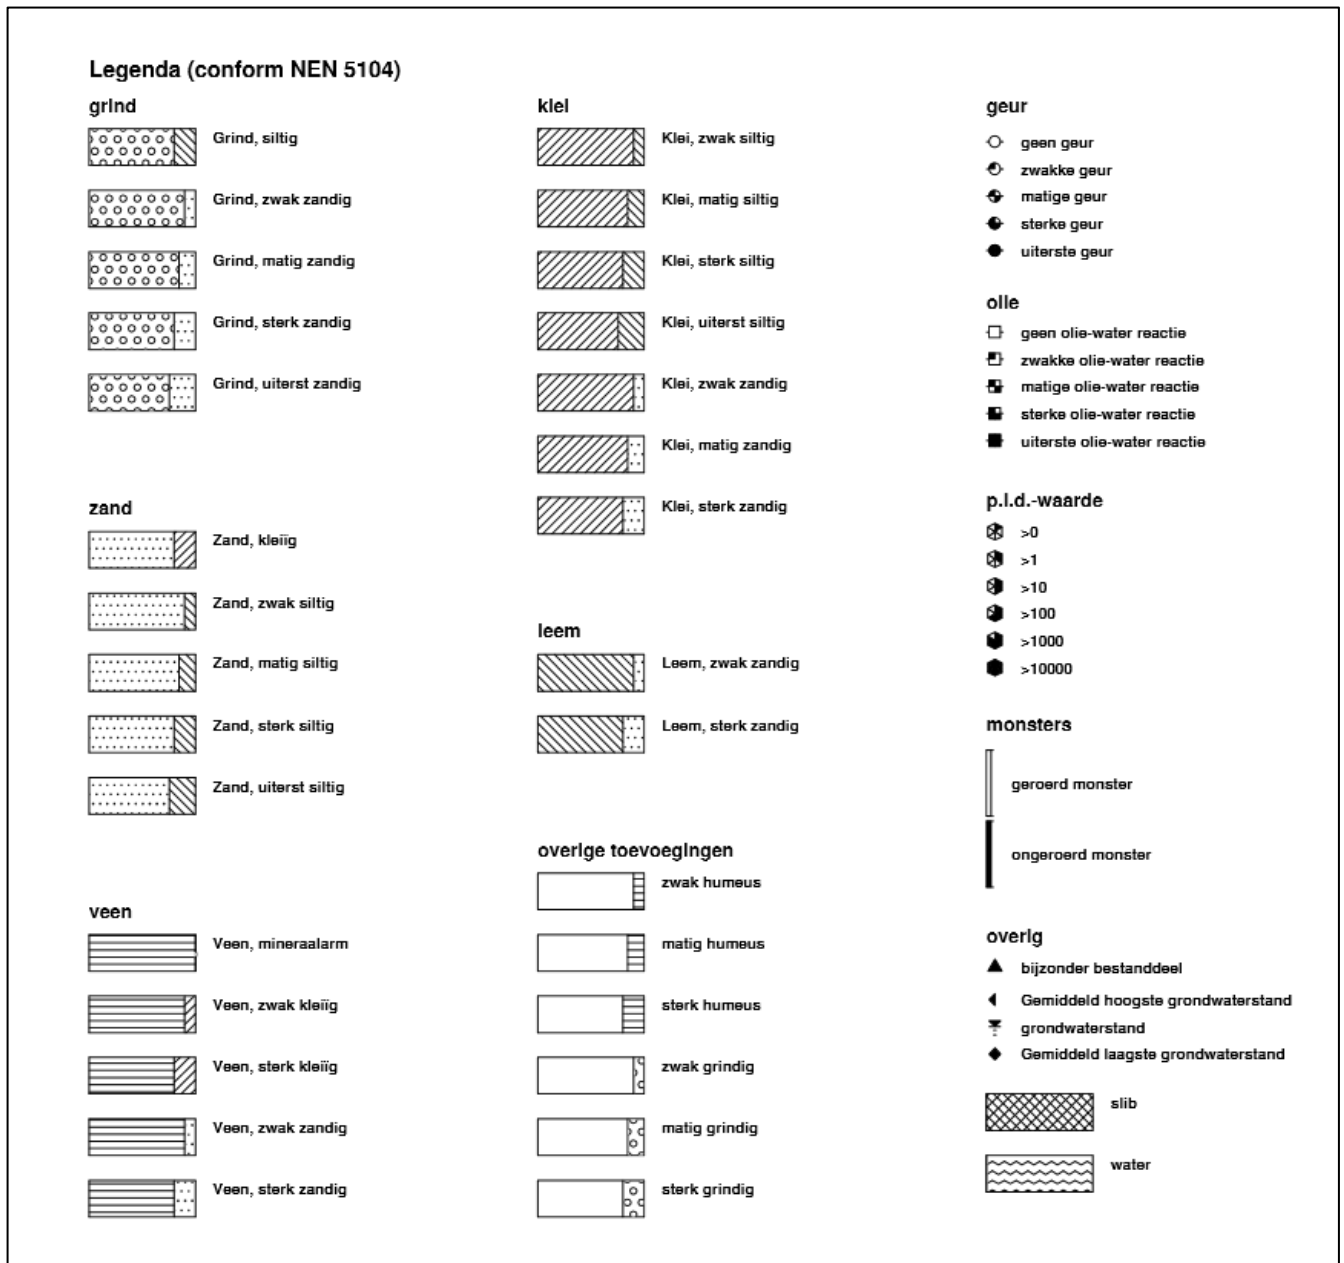 Legenda (conform NEN 5104)
grind
Grind, siltig
Grind, zwak zandig
Grind, matig zandig
Grind, sterk zandig
Grind, uiterst zandig
zand
Zand, kleiïg
Zand, zwak siltig
Zand, matig siltig
Zand, sterk siltig
Zand, uiterst siltig
veen
Veen, mineraalarm
Veen, zwak kleiïg
Veen, sterk kleiïg
Veen, zwak zandig
Veen, sterk zandig
klei
Klei, zwak siltig
Klei, matig siltig
Klei, sterk siltig
Klei, uiterst siltig
Klei, zwak zandig
Klei, matig zandig
Klei, sterk zandig
leem
Leem, zwak zandig
Leem, sterk zandig
overige toevoegingen
zwak humeus
matig humeus
sterk humeus
zwak grindig
matig grindig
sterk grindig
geur
geen geur
zwakke geur
matige geur
sterke geur
uiterste geur
olie
geen olie-water reactie
zwakke olie-water reactie
matige olie-water reactie
sterke olie-water reactie
uiterste olie-water reactie
p.i.d.-waarde
>0
>1
>10
>100
>1000
>10000
monsters
geroerd monster
ongeroerd monster
overig
bijzonder bestanddeel
Gemiddeld hoogste grondwaterstand
grondwaterstand
Gemiddeld laagste grondwaterstand
slib
water